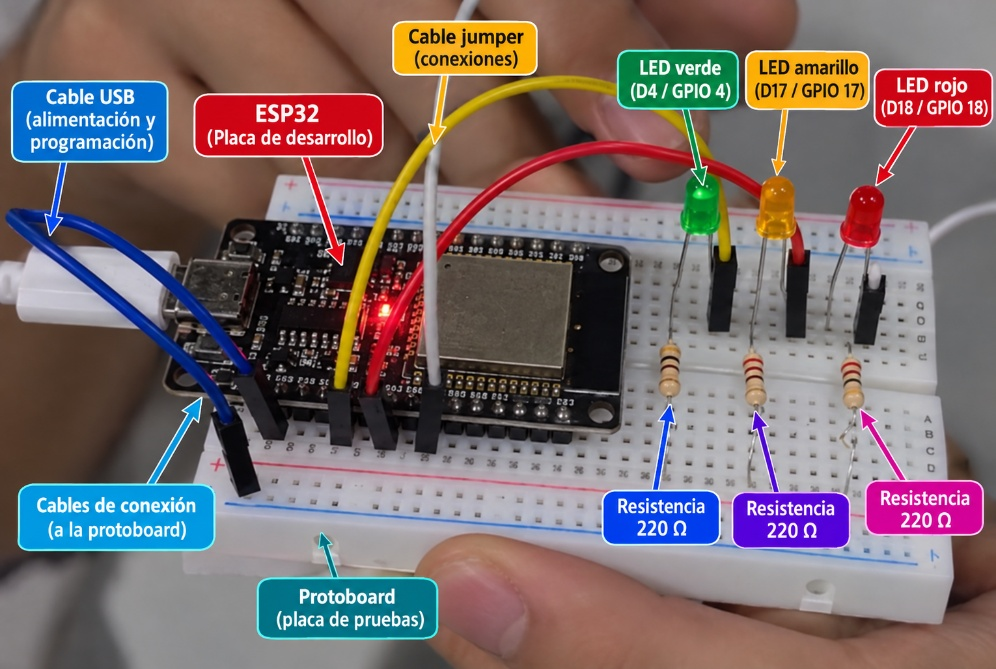 Cable jumper
(conexiones)
LED verde
(D4 / GPIO 4)
LED amarillo
(D17 / GPIO 17)
LED rojo
(D18 / GPIO 18)
Cable USB
(alimentación y
programación)
ESP32
(Placa de desarrollo)
Cables de conexión
(a la protoboard)
Resistencia
220 Ω
Resistencia
220 Ω
Resistencia
220 Ω
Protoboard
(placa de pruebas)